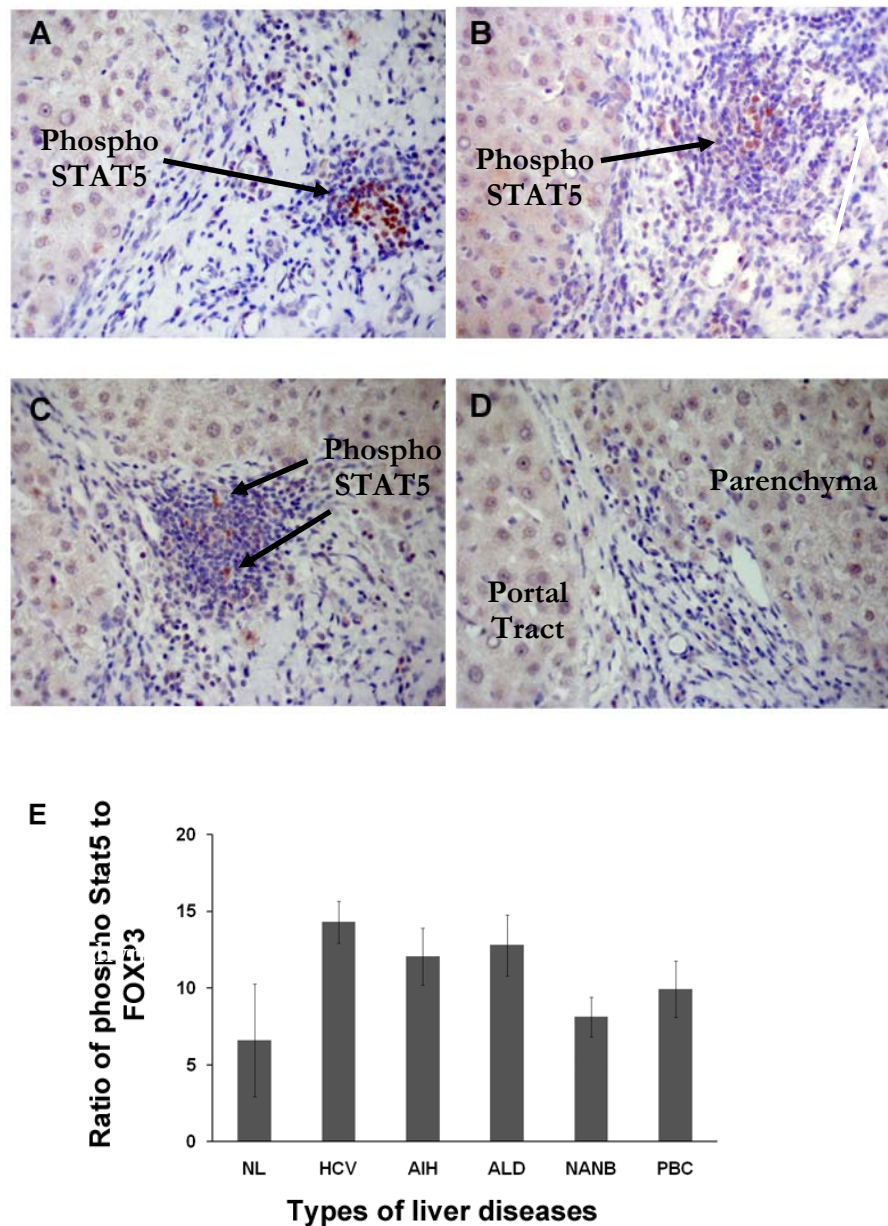 A
Phospho
STAT5
B
Phospho
STAT5
C
Phospho
STAT5
D
Parenchyma
Portal
Tract
E
Ratio of phospho Stat5 to
FOXP3
20
15
10
5
0
NL HCV AIH ALD NANB PBC
Types of liver diseases